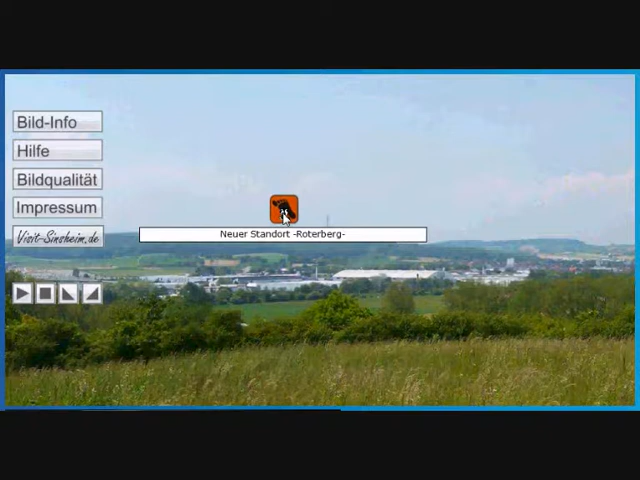 Bild-Info
Hilfe
Bildqualität
Impressum
Visit-Sinsheim.de
Neuer Standort -Roterberg-